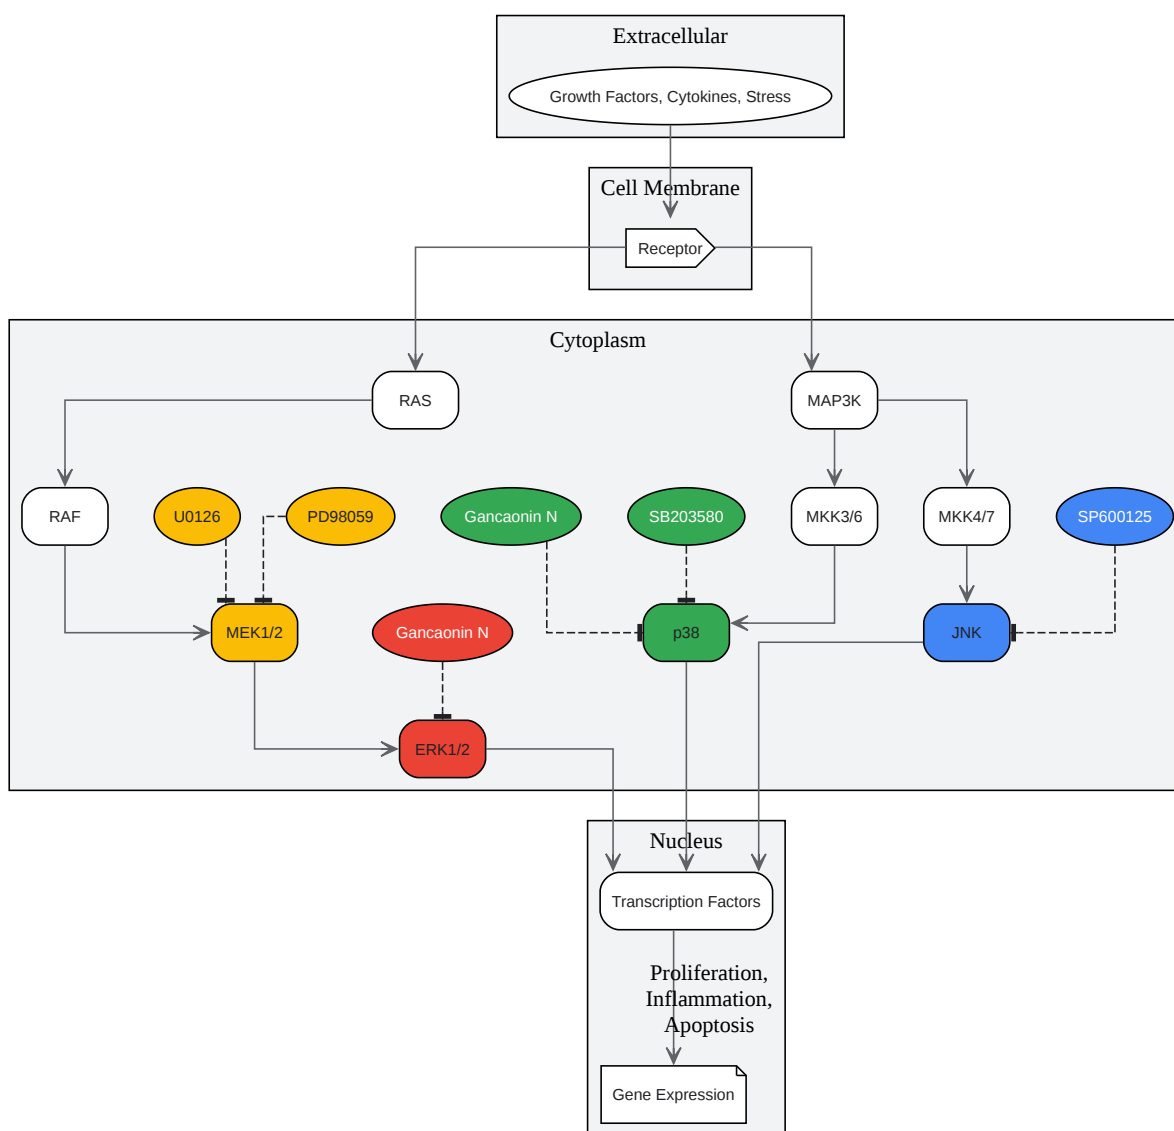 Extracellular
Growth Factors, Cytokines, Stress
Cell Membrane
Receptor
Cytoplasm
RAS
MAP3K
RAF
U0126
PD98059
Gancaonin N
SB203580
MKK3/6
MKK4/7
SP600125
MEK1/2
Gancaonin N
p38
JNK
ERK1/2
Nucleus
Transcription Factors
Proliferation,
Inflammation,
Apoptosis
Gene Expression